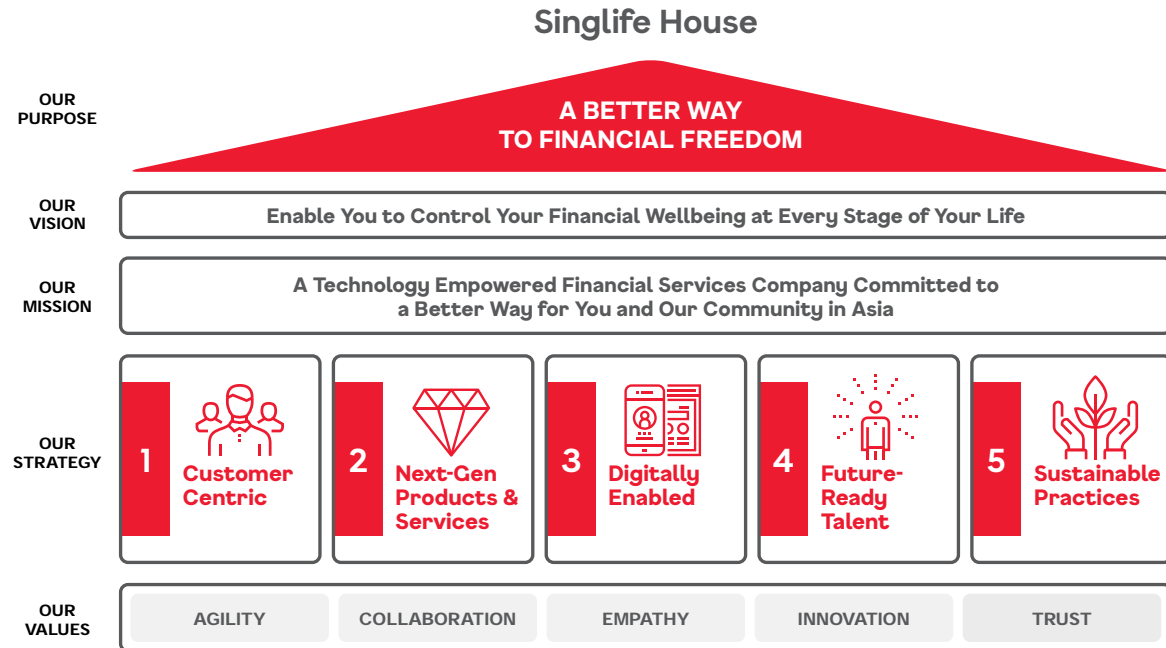 Singlife House
OUR
PURPOSE
A BETTER WAY
TO FINANCIAL FREEDOM
OUR
VISION
Enable You to Control Your Financial Wellbeing at Every Stage of Your Life
OUR
MISSION
A Technology Empowered Financial Services Company Committed to
a Better Way for You and Our Community in Asia
OUR
STRATEGY
1
Customer
Centric
2
Next-Gen
Products &
Services
3
Digitally
Enabled
4
Future-
Ready
Talent
5
Sustainable
Practices
OUR
VALUES
AGILITY
COLLABORATION
EMPATHY
INNOVATION
TRUST